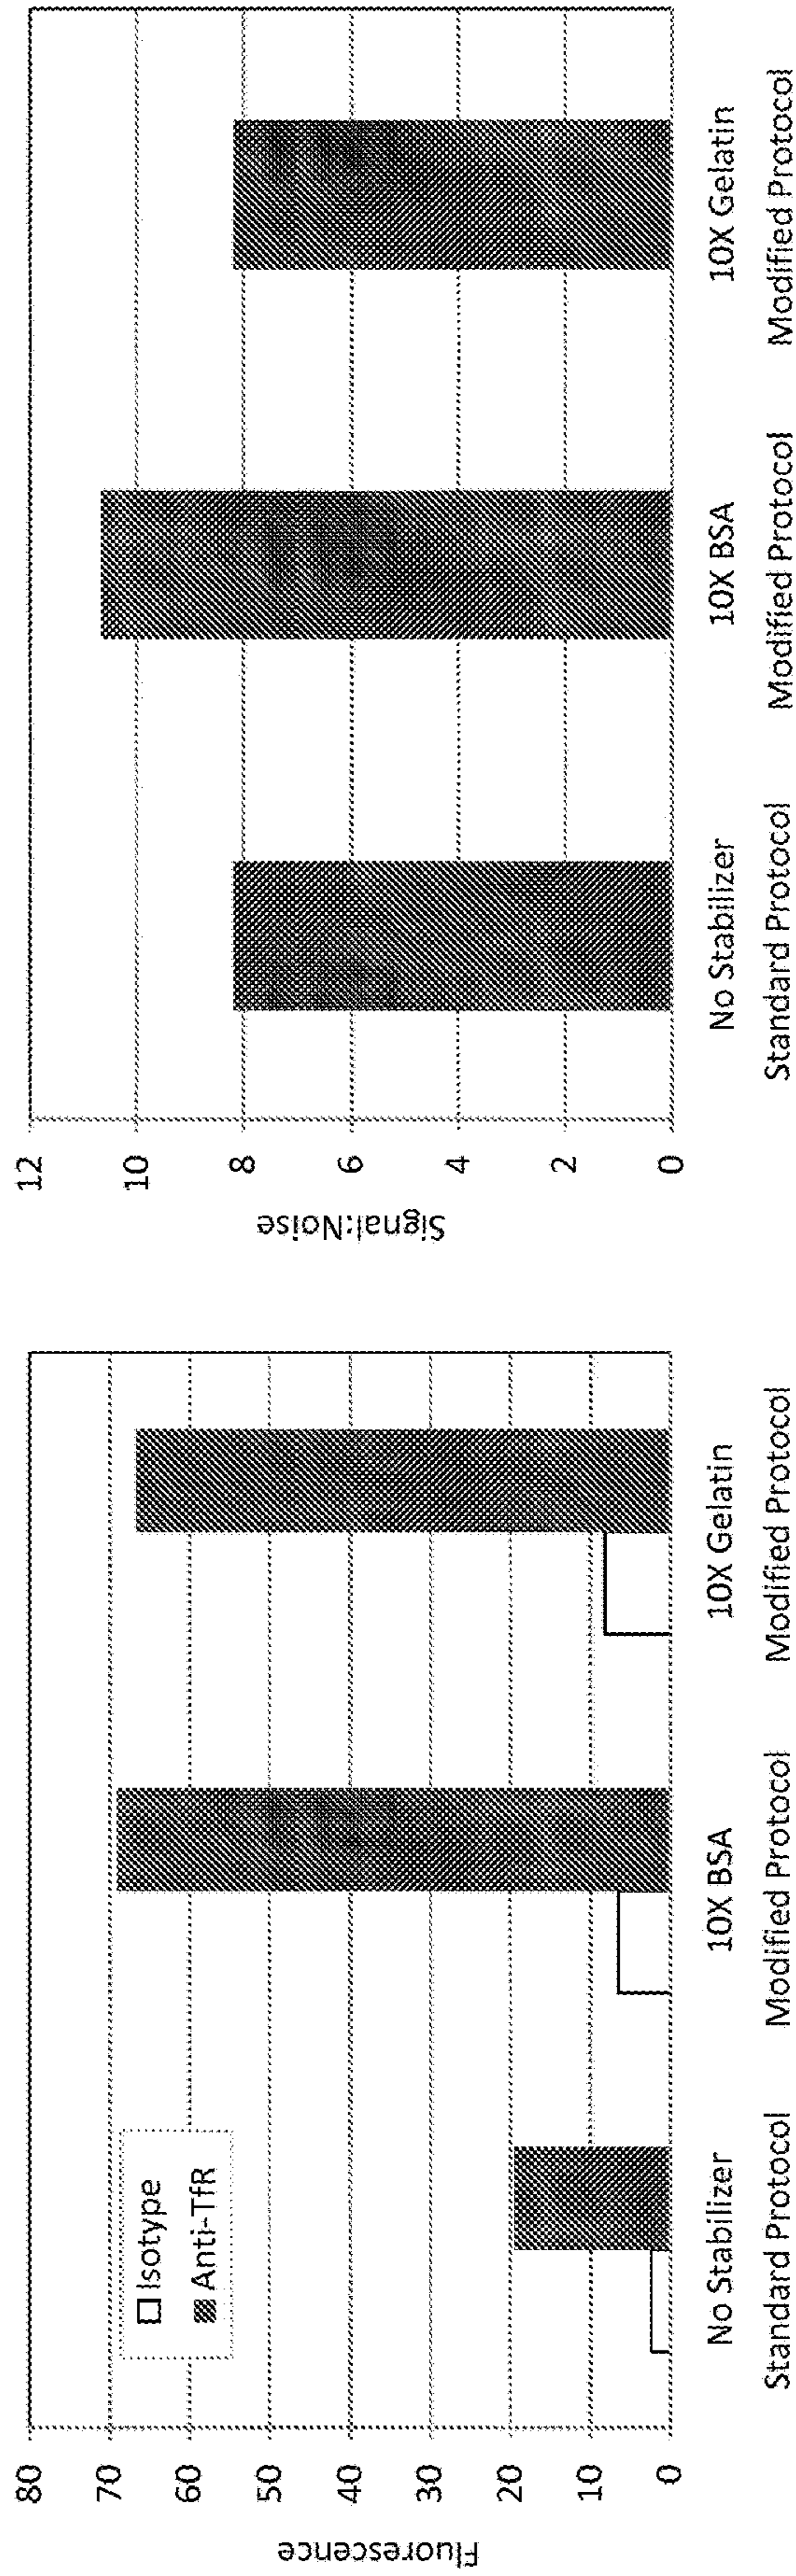 Fluorescence
80
70
60
50
40
30
20
10
0
Isotype
Anti-TfR
No Stabilizer
10X BSA
10X Gelatin
Standard Protocol
Modified Protocol
Modified Protocol
Signal:Noise
12
10
8
6
4
2
0
No Stabilizer
10X BSA
10X Gelatin
Standard Protocol
Modified Protocol
Modified Protocol